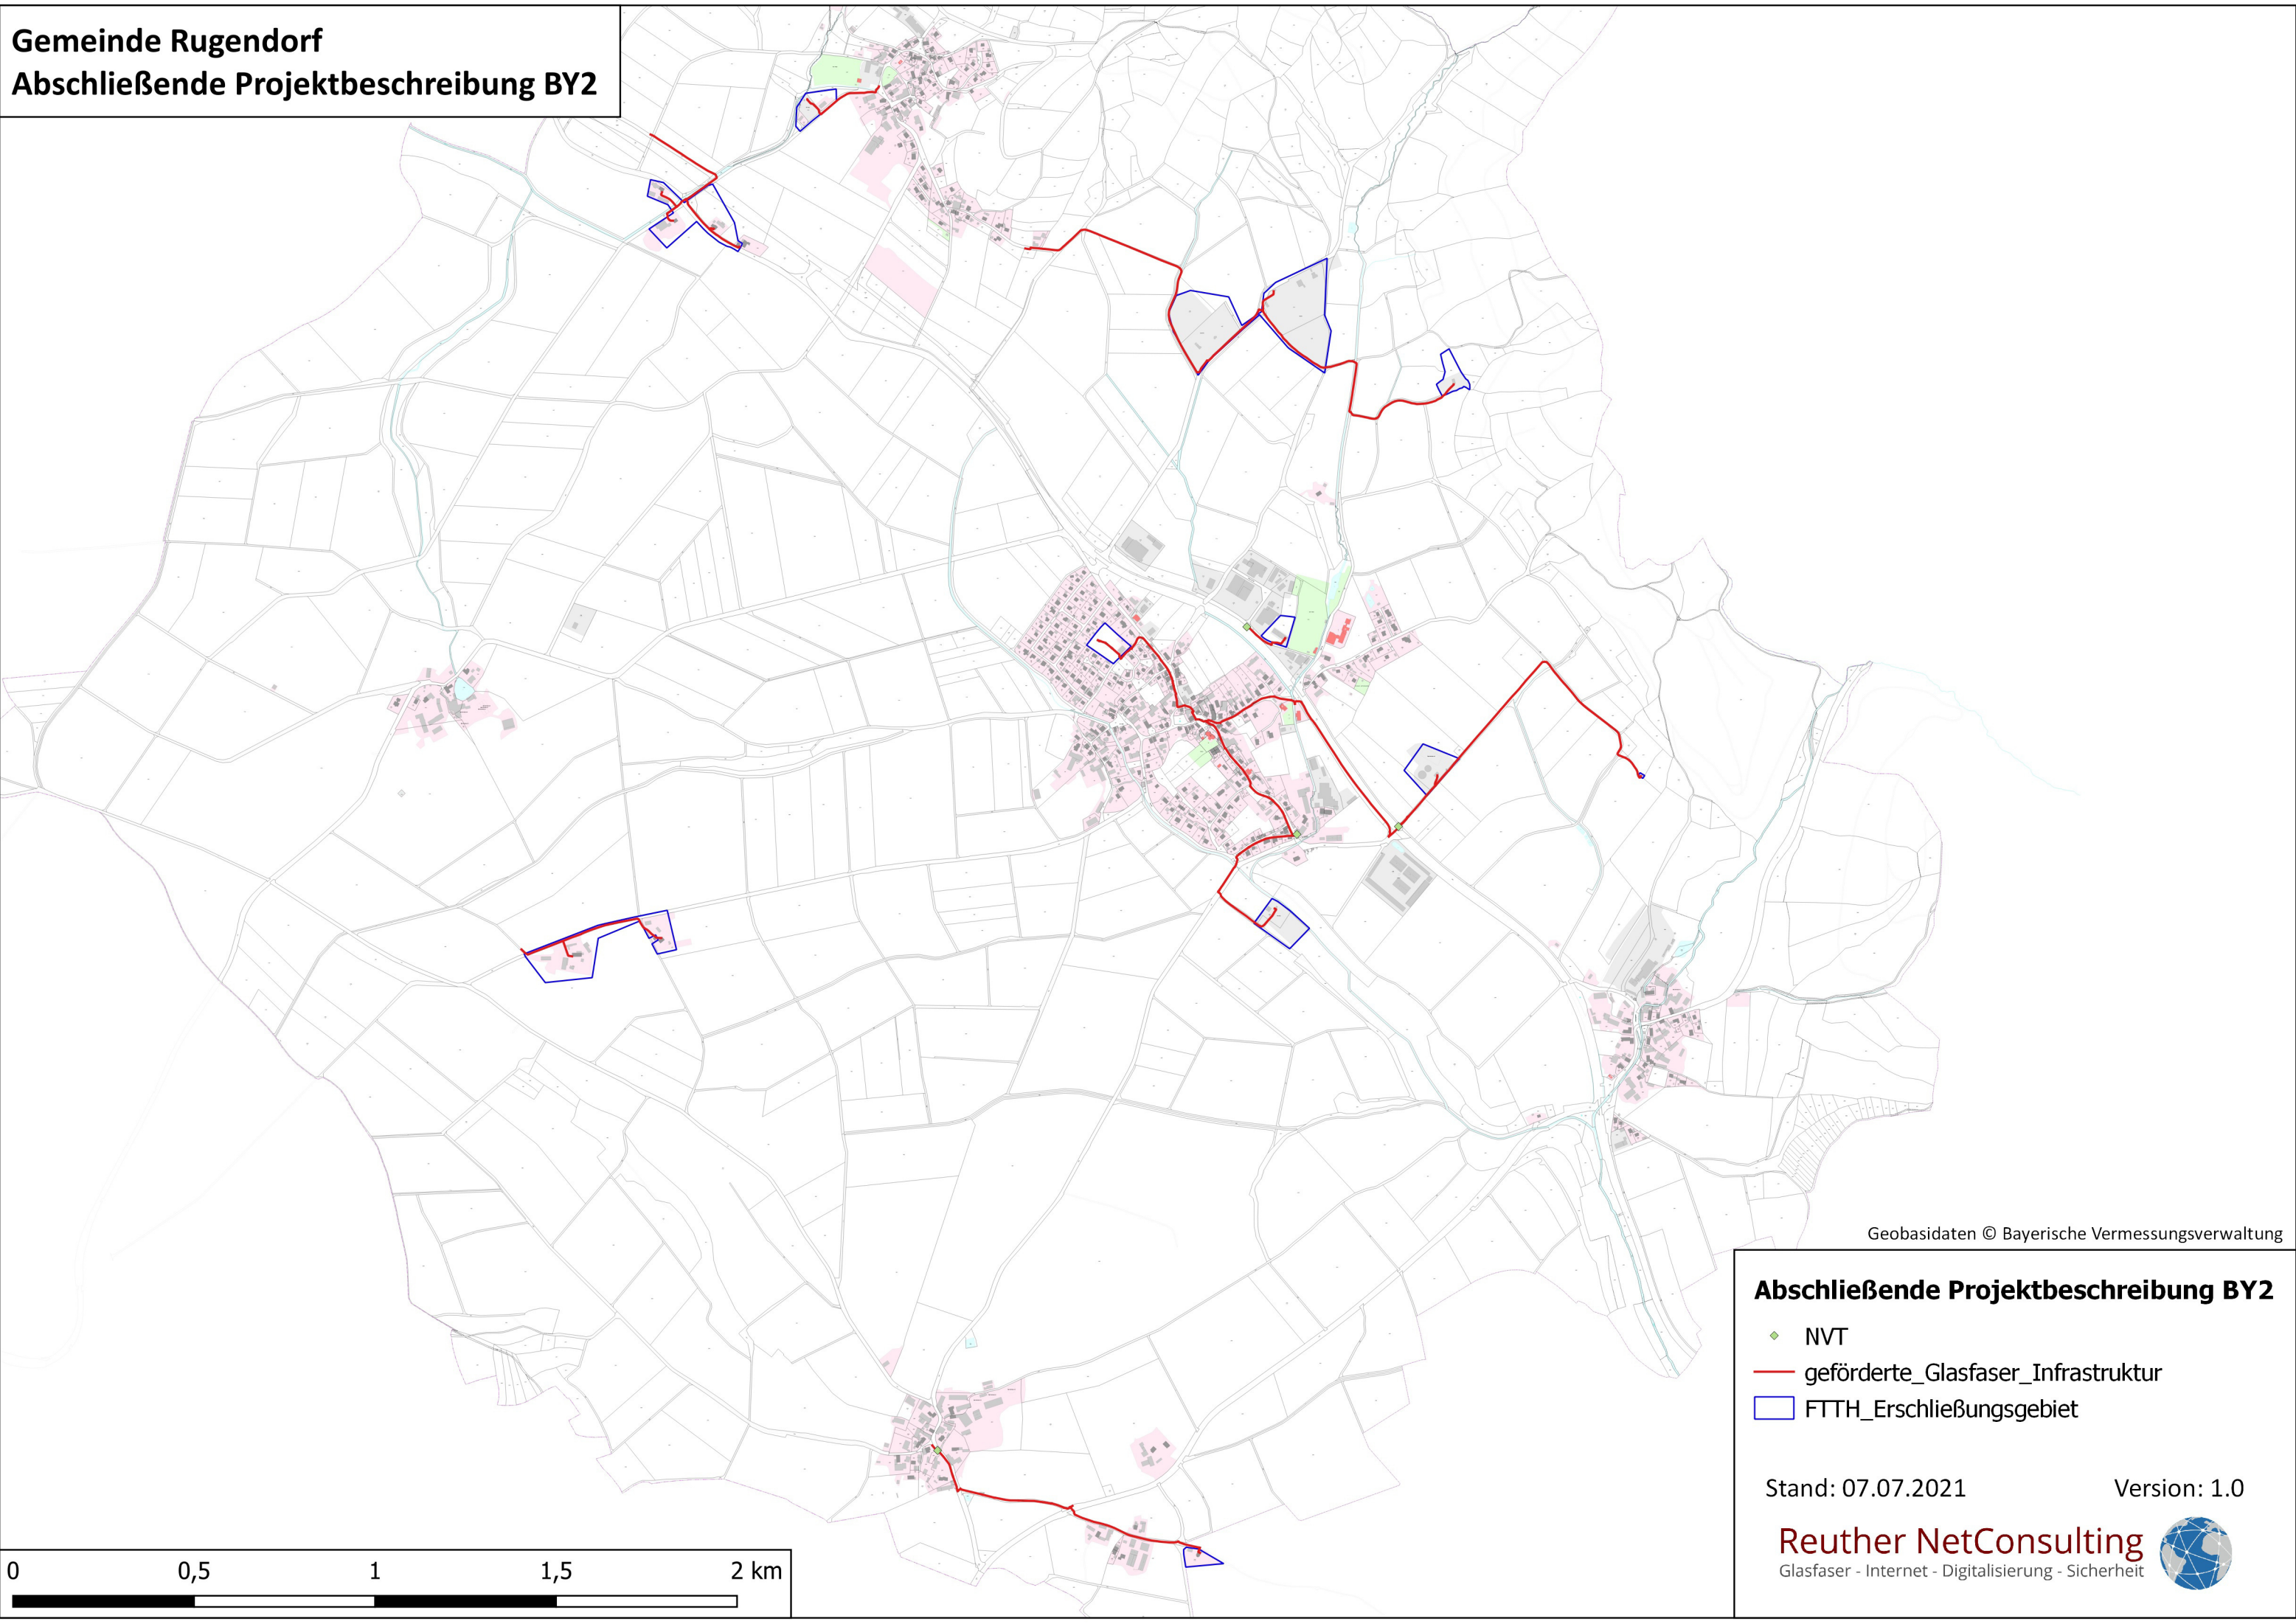 Gemeinde Rugendorf
Abschließende Projektbeschreibung BY2
Geobasidaten © Bayerische Vermessungsverwaltung
Abschließende Projektbeschreibung BY2
NVT
geförderte_Glasfaser_Infrastruktur
FTTH_Erschließungsgebiet
Stand: 07.07.2021 Version: 1.0
Reuther NetConsulting
Glasfaser - Internet - Digitalisierung - Sicherheit
0 0,5 1 1,5 2 km